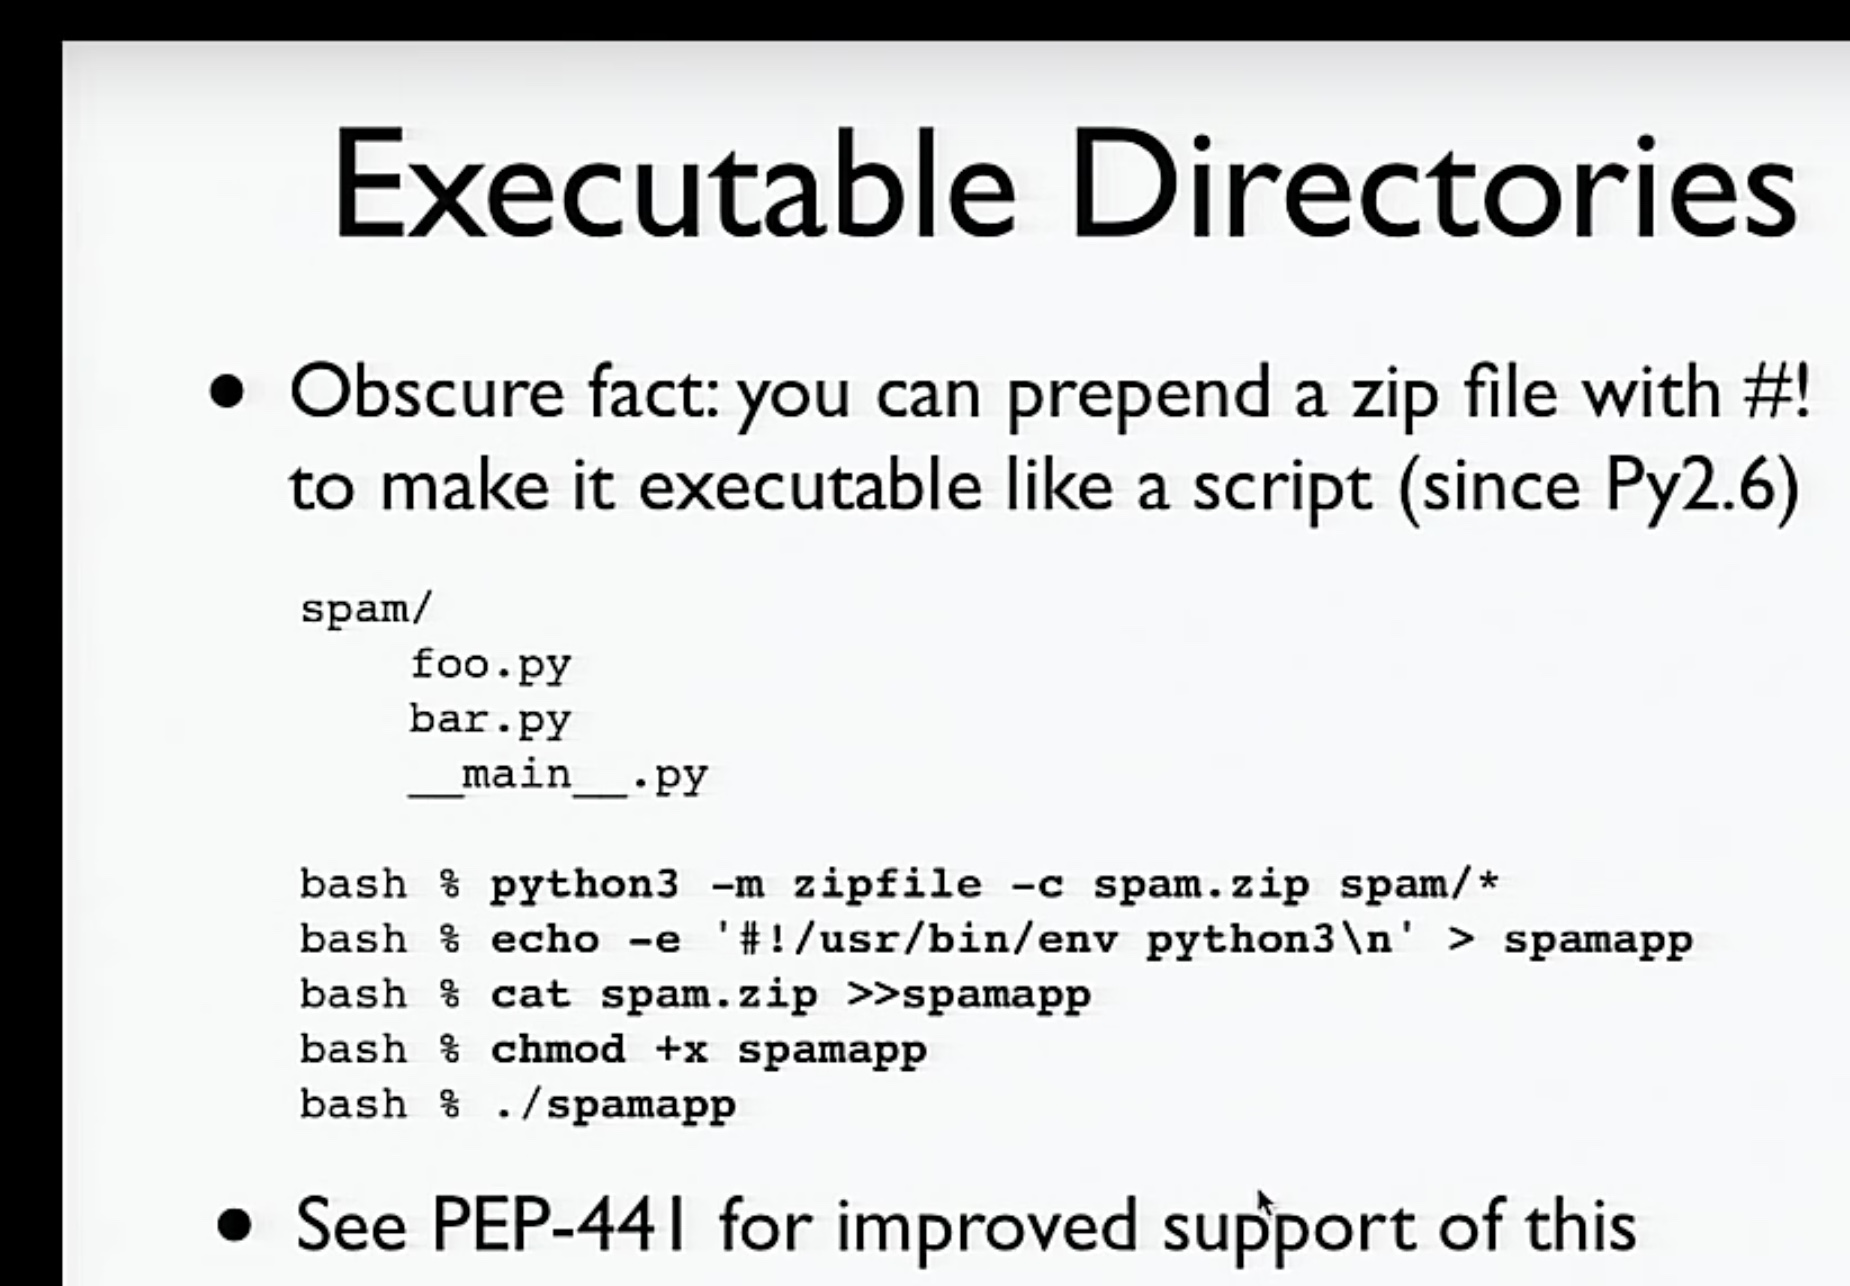 Executable Directories
• Obscure fact: you can prepend a zip file with #!
to make it executable like a script (since Py2.6)
spam/
    foo.py
    bar.py
    __main__.py
bash % python3 -m zipfile -c spam.zip spam/*
bash % echo -e '#!/usr/bin/env python3\n' > spamapp
bash % cat spam.zip >>spamapp
bash % chmod +x spamapp
bash % ./spamapp
• See PEP-441 for improved support of this